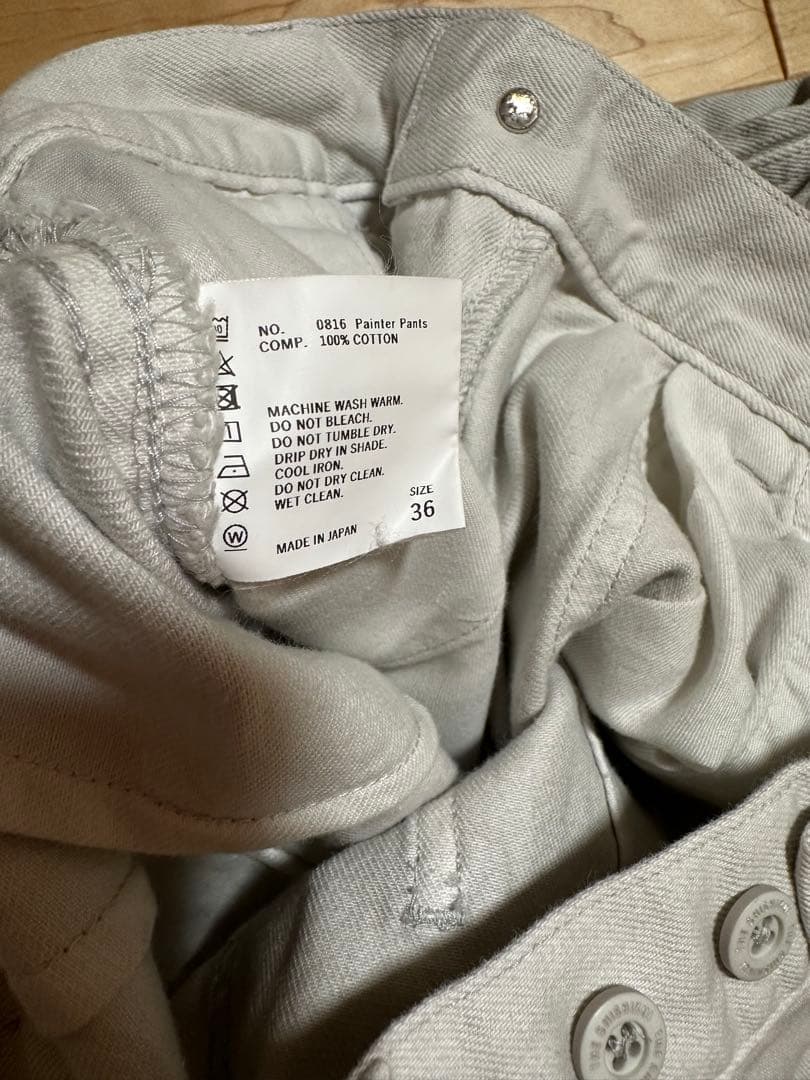 NO. 0816 Painter Pants
COMP. 100% COTTON
MACHINE WASH WARM.
DO NOT BLEACH.
DO NOT TUMBLE DRY.
DRIP DRY IN SHADE.
COOL IRON.
DO NOT DRY CLEAN.
WET CLEAN.
W
SIZE
36
MADE IN JAPAN